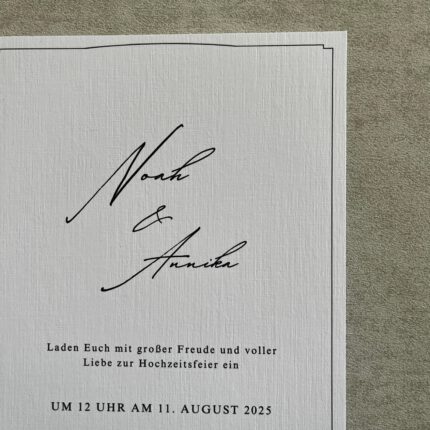 Noah
&
Annika
Laden Euch mit großer Freude und voller
Liebe zur Hochzeitsfeier ein
UM 12 UHR AM 11. AUGUST 2025